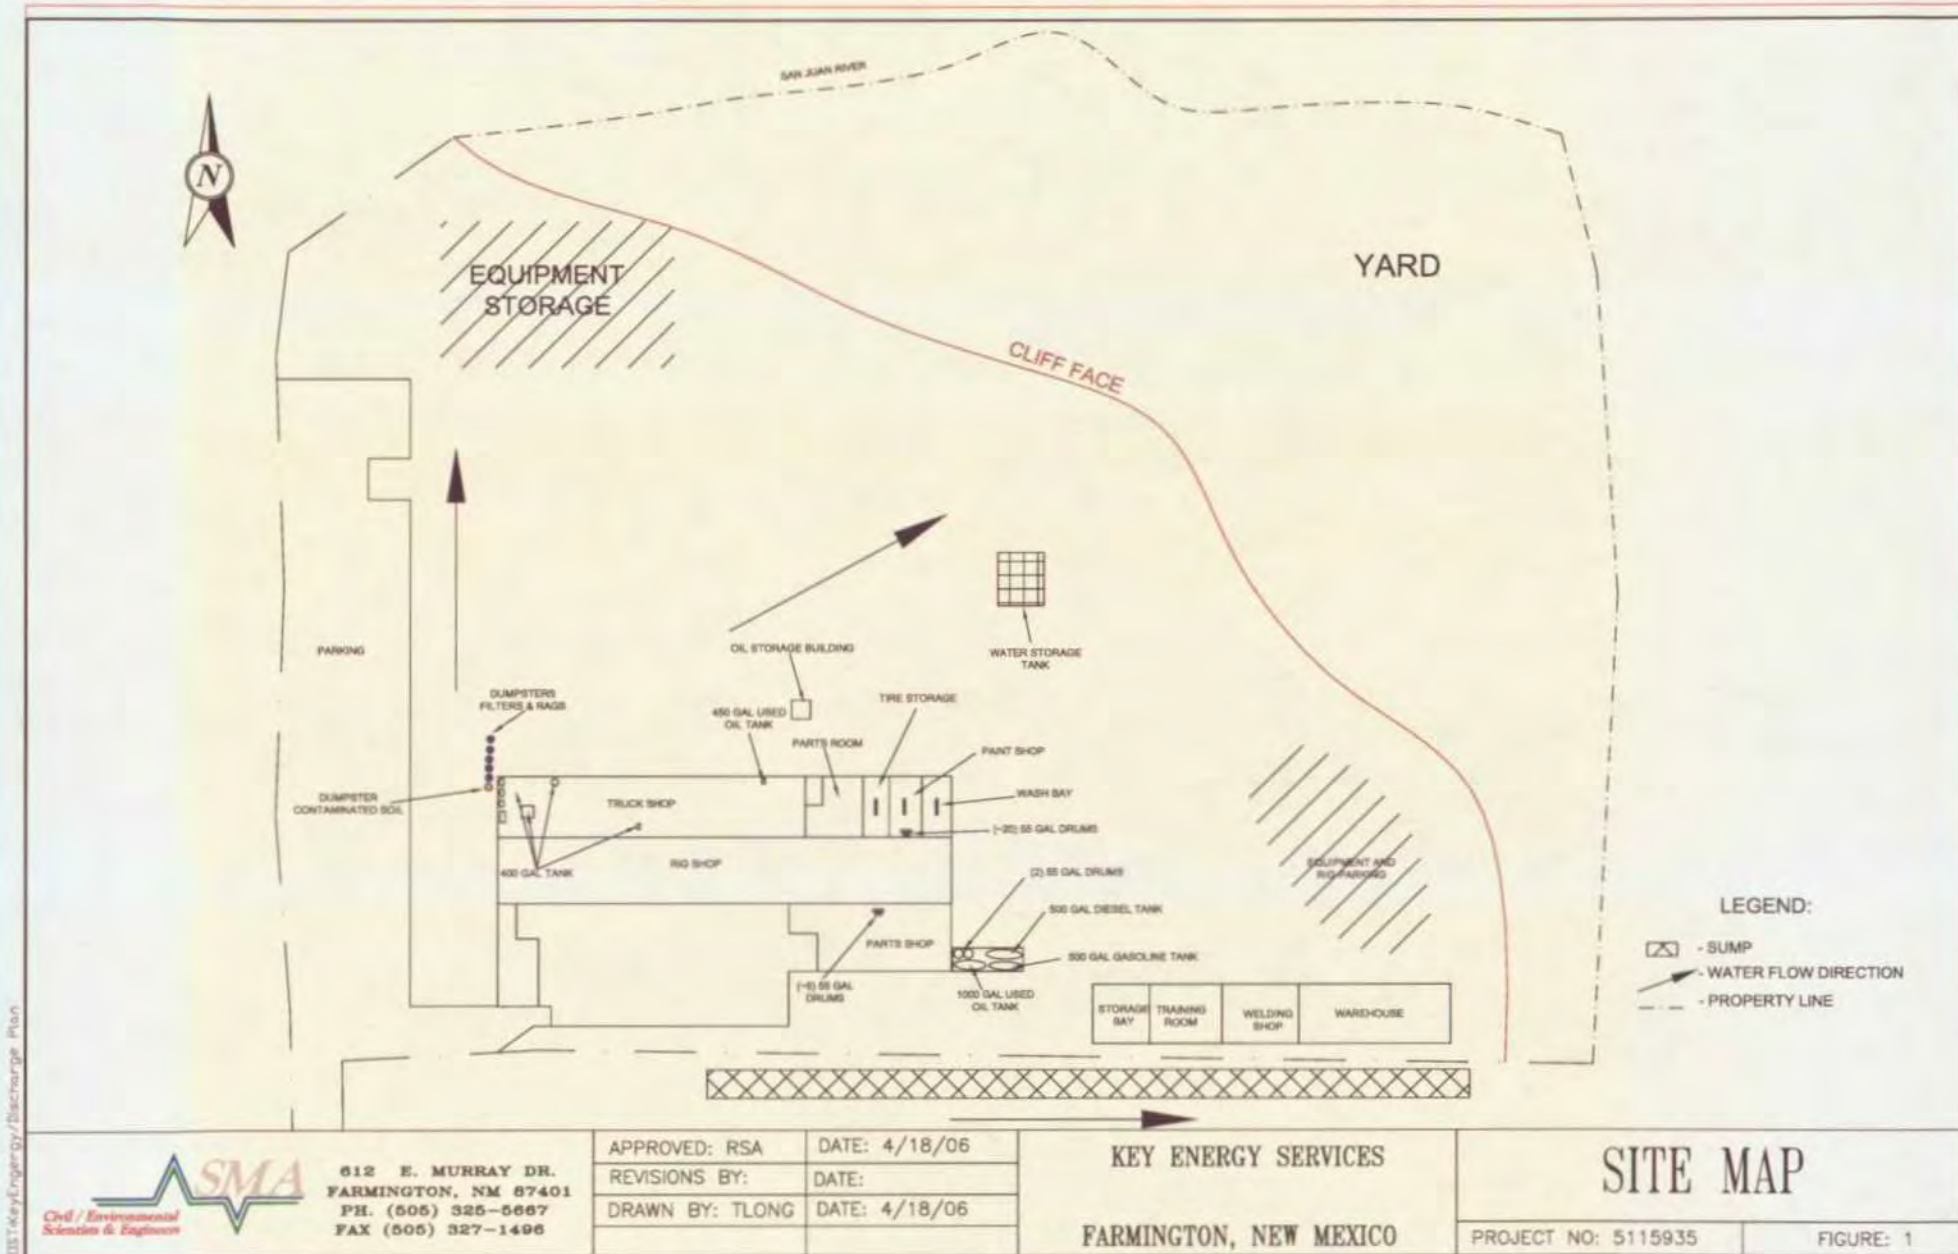 SAN JUAN RIVER
N
EQUIPMENT
STORAGE
YARD
CLIFF FACE
PARKING
OIL STORAGE BUILDING
WATER STORAGE
TANK
DUMPSTERS
FILTERS & RAGS
450 GAL USED
OIL TANK
TIRE STORAGE
PARTS ROOM
PAINT SHOP
DUMPSTER
CONTAMINATED SOIL
TRUCK SHOP
WASH BAY
(~20) 55 GAL DRUMS
RIG SHOP
400 GAL TANK
(2) 55 GAL DRUMS
EQUIPMENT AND
RIG PARKING
500 GAL DIESEL TANK
PARTS SHOP
500 GAL GASOLINE TANK
GAL
DRUMS
1000 GAL USED
OIL TANK
STORAGE
BAY
TRAINING
ROOM
WELDING
SHOP
WAREHOUSE
LEGEND:
- SUMP
- WATER FLOW DIRECTION
- PROPERTY LINE
SMA
Civil / Environmental
Scientists & Engineers
612 E. MURRAY DR.
FARMINGTON, NM 87401
PH. (505) 325-5667
FAX (505) 327-1496
APPROVED: RSA
DATE: 4/18/06
REVISIONS BY:
DATE:
DRAWN BY: TLONG
DATE: 4/18/06
KEY ENERGY SERVICES
FARMINGTON, NEW MEXICO
SITE MAP
PROJECT NO: 5115935
FIGURE: 1
Discharge Plan